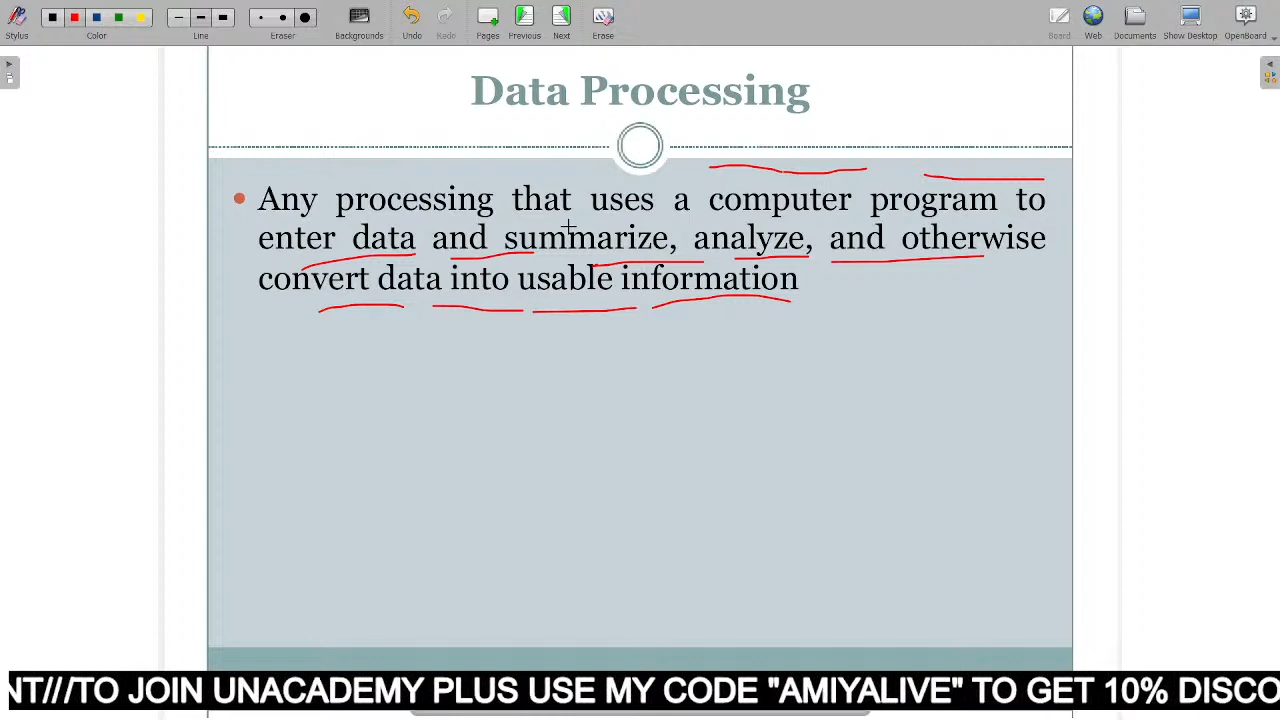 Stylus Color Line Eraser Backgrounds Undo Redo Pages Previous Next Erase Board Web Documents Show Desktop OpenBoard
Data Processing
• Any processing that uses a computer program to
enter data and summarize, analyze, and otherwise
convert data into usable information
NT///TO JOIN UNACADEMY PLUS USE MY CODE "AMIYALIVE" TO GET 10% DISCO